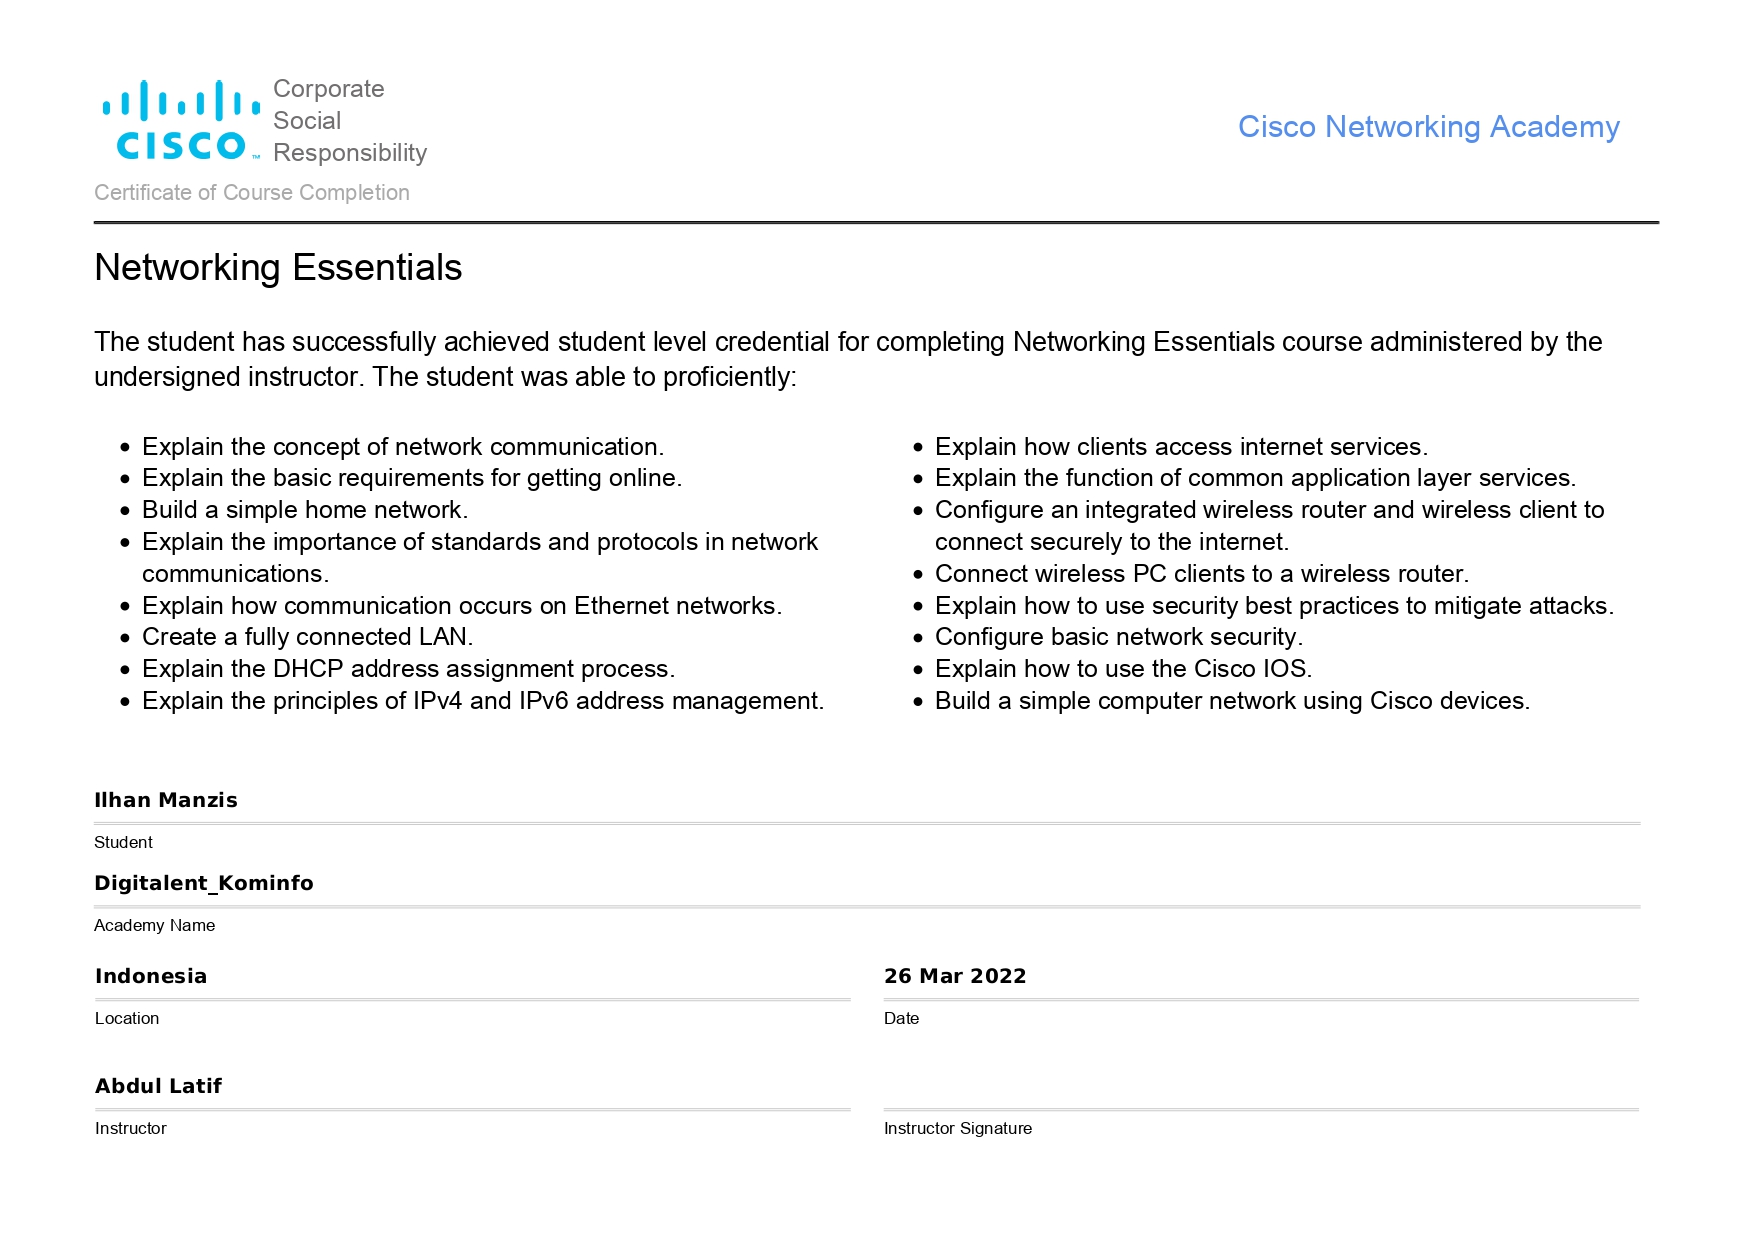 Corporate
Social
Responsibility
CISCO™
Cisco Networking Academy
Certificate of Course Completion
Networking Essentials
The student has successfully achieved student level credential for completing Networking Essentials course administered by the
undersigned instructor. The student was able to proficiently:
• Explain the concept of network communication.
• Explain the basic requirements for getting online.
• Build a simple home network.
• Explain the importance of standards and protocols in network
communications.
• Explain how communication occurs on Ethernet networks.
• Create a fully connected LAN.
• Explain the DHCP address assignment process.
• Explain the principles of IPv4 and IPv6 address management.
• Explain how clients access internet services.
• Explain the function of common application layer services.
• Configure an integrated wireless router and wireless client to
connect securely to the internet.
• Connect wireless PC clients to a wireless router.
• Explain how to use security best practices to mitigate attacks.
• Configure basic network security.
• Explain how to use the Cisco IOS.
• Build a simple computer network using Cisco devices.
Ilhan Manzis
Student
Digitalent_Kominfo
Academy Name
Indonesia
Location
26 Mar 2022
Date
Abdul Latif
Instructor
Instructor Signature